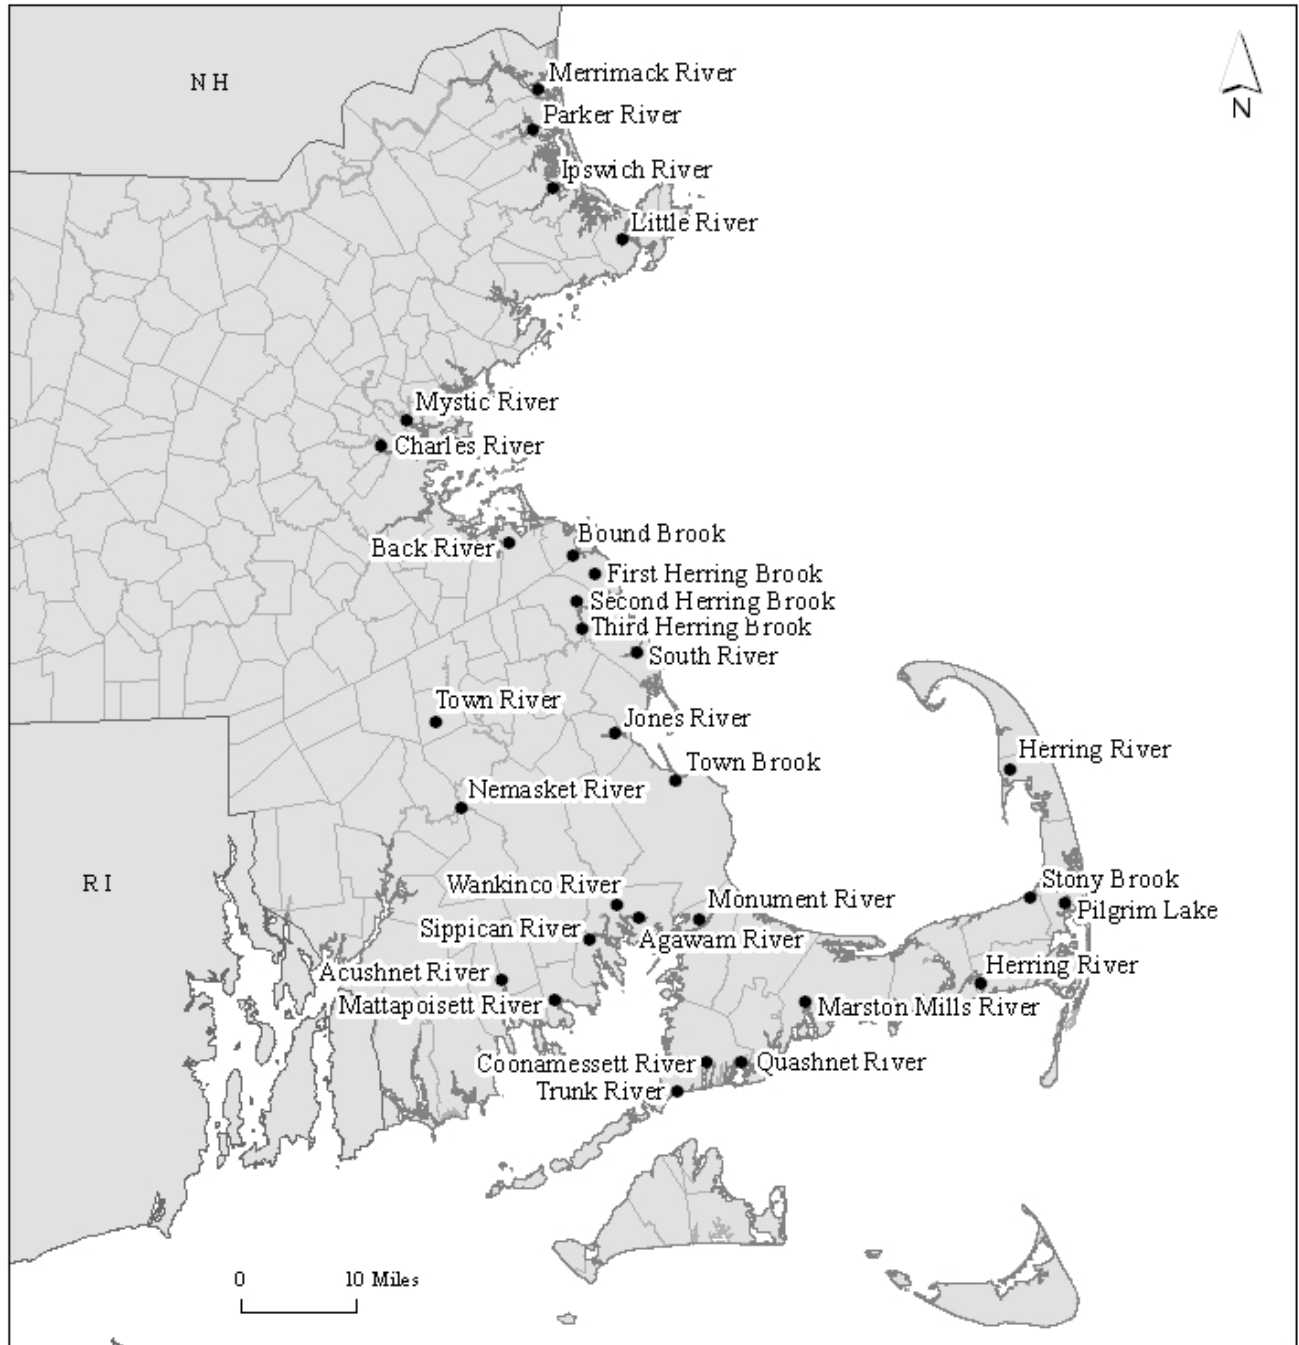 Merrimack River
NH
N
Parker River
Ipswich River
Little River
Mystic River
Charles River
Bound Brook
Back River
First Herring Brook
Second Herring Brook
Third Herring Brook
South River
Town River
Jones River
Herring River
Town Brook
Nemasket River
RI
Stony Brook
Wankinco River
Monument River
Pilgrim Lake
Sippican River
Agawam River
Herring River
Acushnet River
Mattapoisett River
Marston Mills River
Coonamessett River
Quashnet River
Trunk River
0 10 Miles